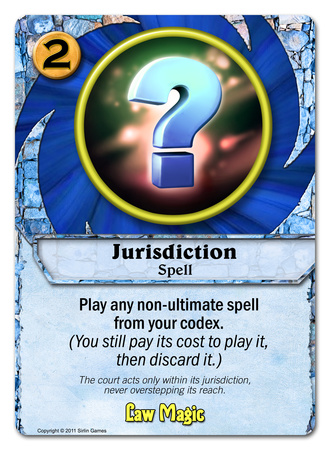 2
?
Jurisdiction
Spell
Play any non-ultimate spell
from your codex.
(You still pay its cost to play it,
then discard it.)
The court acts only within its jurisdiction,
never overstepping its reach.
Law Magic
Copyright © 2011 Sirlin Games